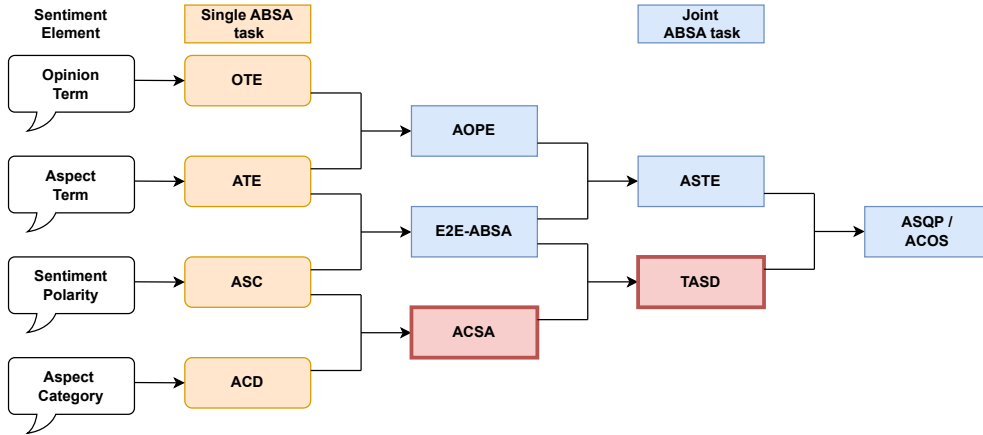 Sentiment
Element
Single ABSA
task
Joint
ABSA task
Opinion
Term
OTE
AOPE
Aspect
Term
ATE
ASTE
E2E-ABSA
ASQP /
ACOS
Sentiment
Polarity
ASC
TASD
ACSA
Aspect
Category
ACD